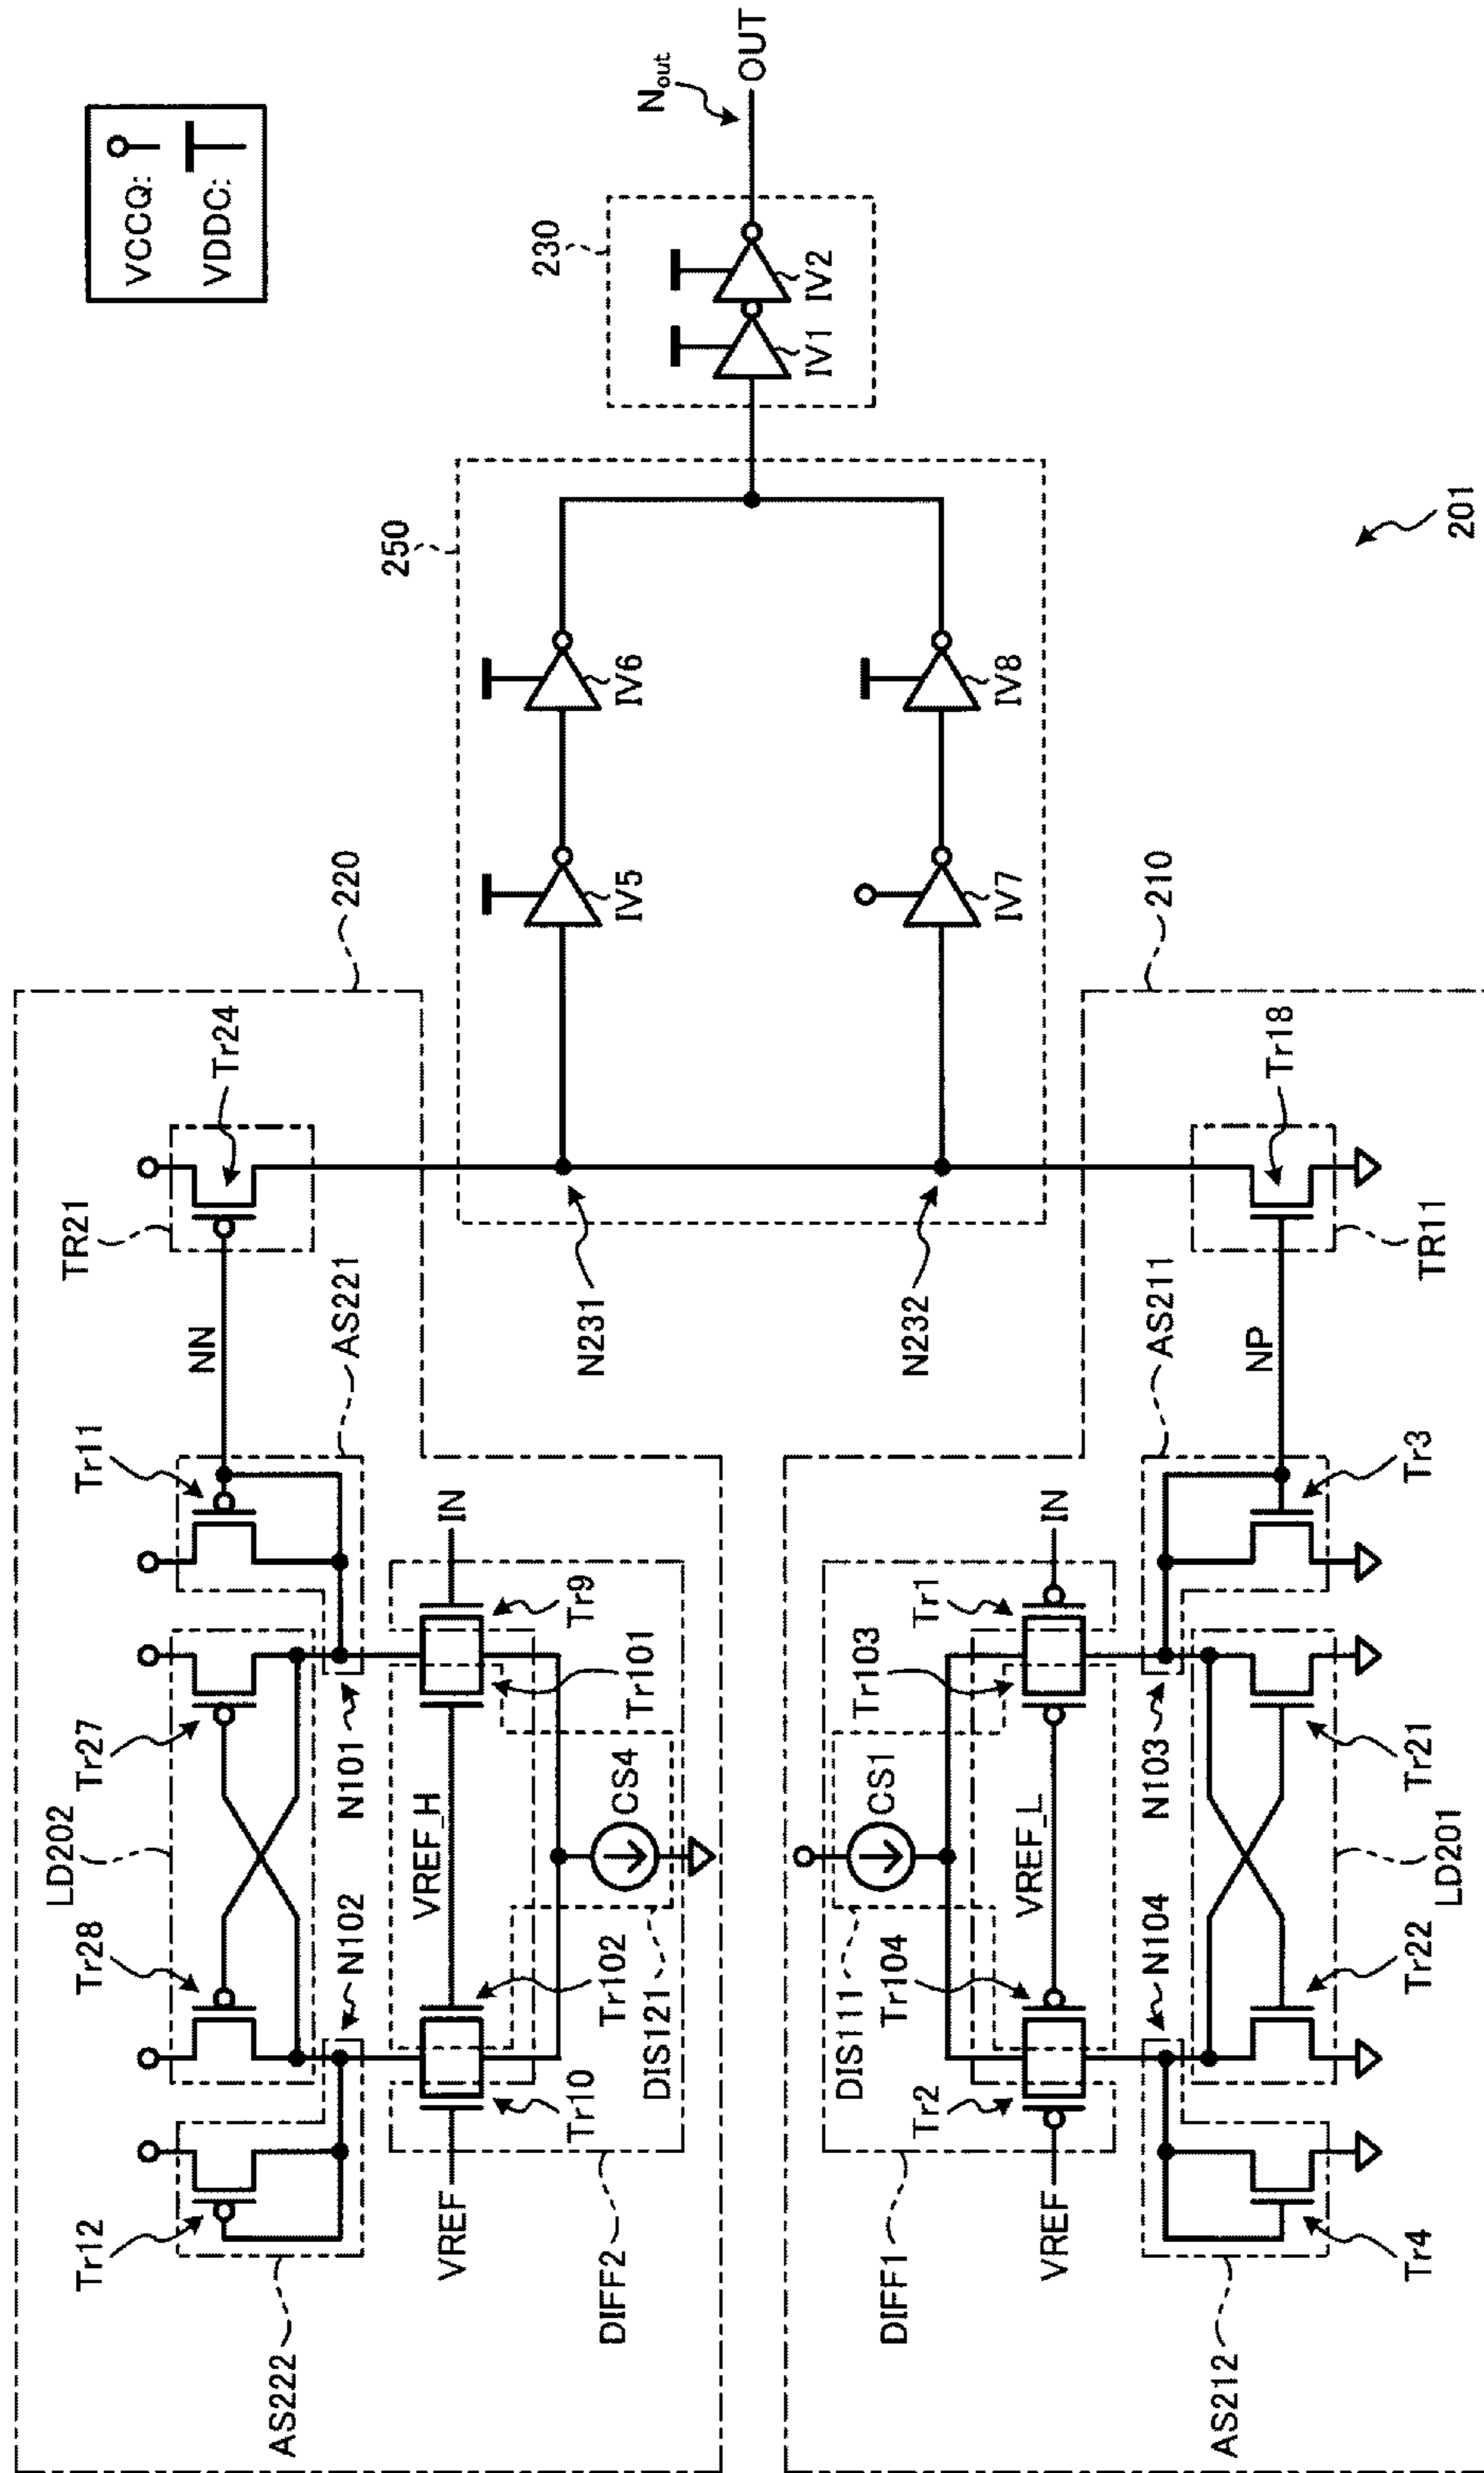 VCCQ:
VDDC:
220
TR21
Tr24
NN
AS221
Tr11
LD202
Tr27
Tr28
N101
N102
Tr12
AS222
IN
Tr9
Tr101
VREF_H
Tr102
Tr10
VREF
CS4
DIS121
DIFF2
250
N231
N232
IV5
IV6
IV7
IV8
230
IV1
IV2
Nout
OUT
210
DIFF1
DIS111
CS1
IN
Tr1
Tr103
VREF_L
Tr104
Tr2
VREF
N103
N104
AS211
NP
TR11
Tr18
Tr3
Tr21
Tr22
LD201
Tr4
AS212
201